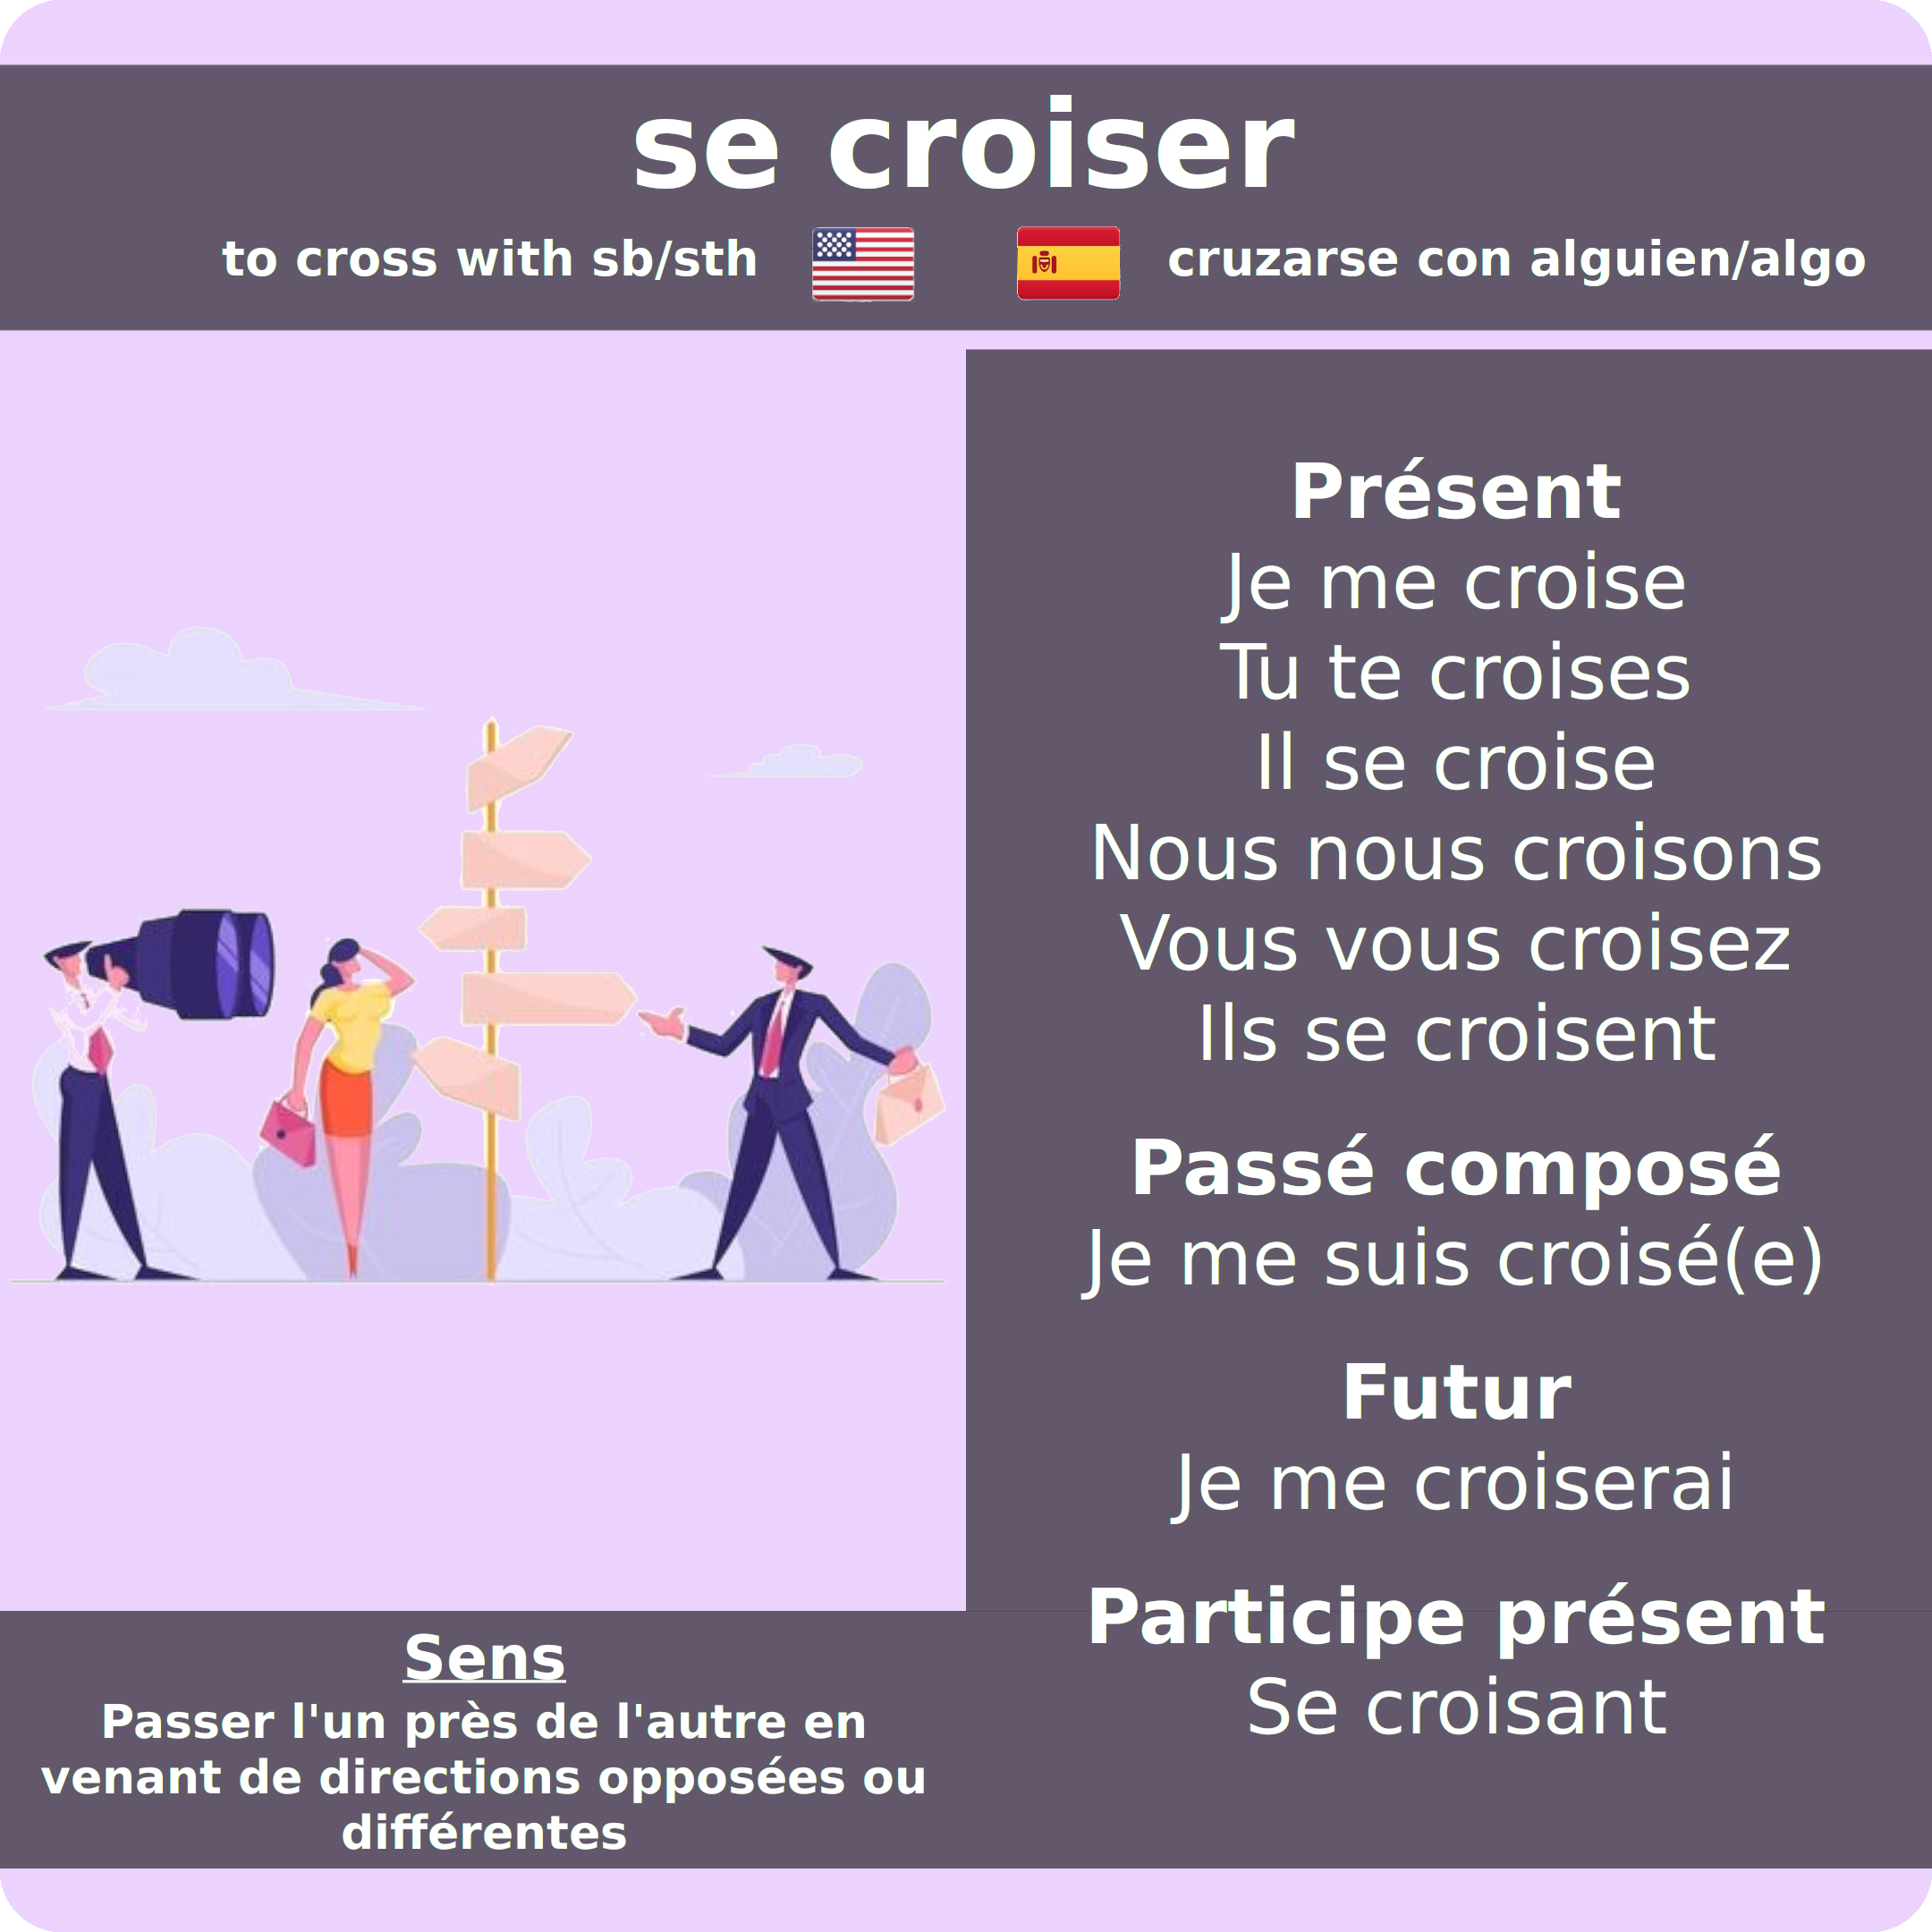 se croiser
to cross with sb/sth
cruzarse con alguien/algo
Présent
Je me croise
Tu te croises
Il se croise
Nous nous croisons
Vous vous croisez
Ils se croisent
Passé composé
Je me suis croisé(e)
Futur
Je me croiserai
Participe présent
Se croisant
Sens
Passer l'un près de l'autre en
venant de directions opposées ou
différentes